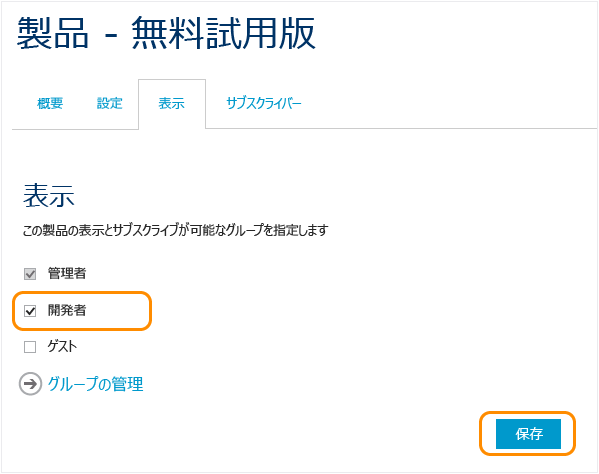 製品 - 無料試用版
概要 設定 表示 サブスクライバー
表示
この製品の表示とサブスクライブが可能なグループを指定します
管理者
開発者
ゲスト
グループの管理
保存